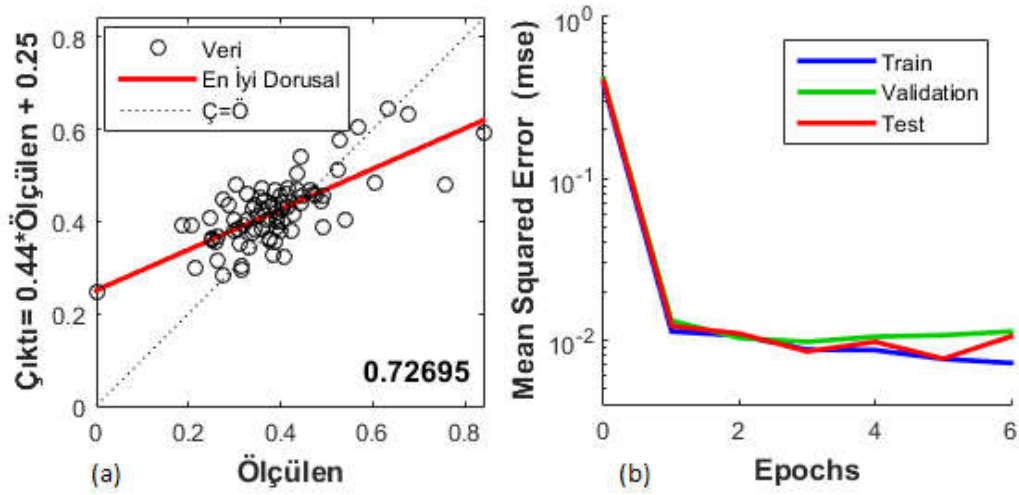 Çıktı= 0.44*Ölçülen + 0.25
0.8
0.6
0.4
0.2
0
Veri
En İyi Dorusal
Ç=Ö
0.72695
0 0.2 0.4 0.6 0.8
(a) Ölçülen
Mean Squared Error (mse)
10⁰
10⁻¹
10⁻²
Train
Validation
Test
0 2 4 6
(b) Epochs